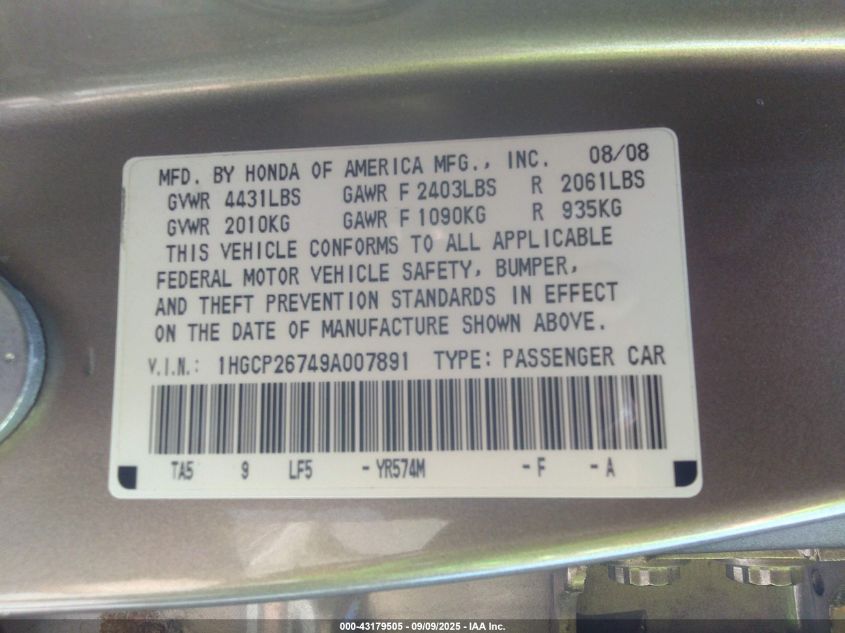 MFD. BY HONDA OF AMERICA MFG., INC. 08/08
GVWR 4431LBS GAWR F 2403LBS R 2061LBS
GVWR 2010KG GAWR F 1090KG R 935KG
THIS VEHICLE CONFORMS TO ALL APPLICABLE
FEDERAL MOTOR VEHICLE SAFETY, BUMPER,
AND THEFT PREVENTION STANDARDS IN EFFECT
ON THE DATE OF MANUFACTURE SHOWN ABOVE.
V.I.N.: 1HGCP26749A007891 TYPE: PASSENGER CAR
TA5 9 LF5 -YR574M -F -A
000-43179505 - 09/09/2025 - IAA Inc.